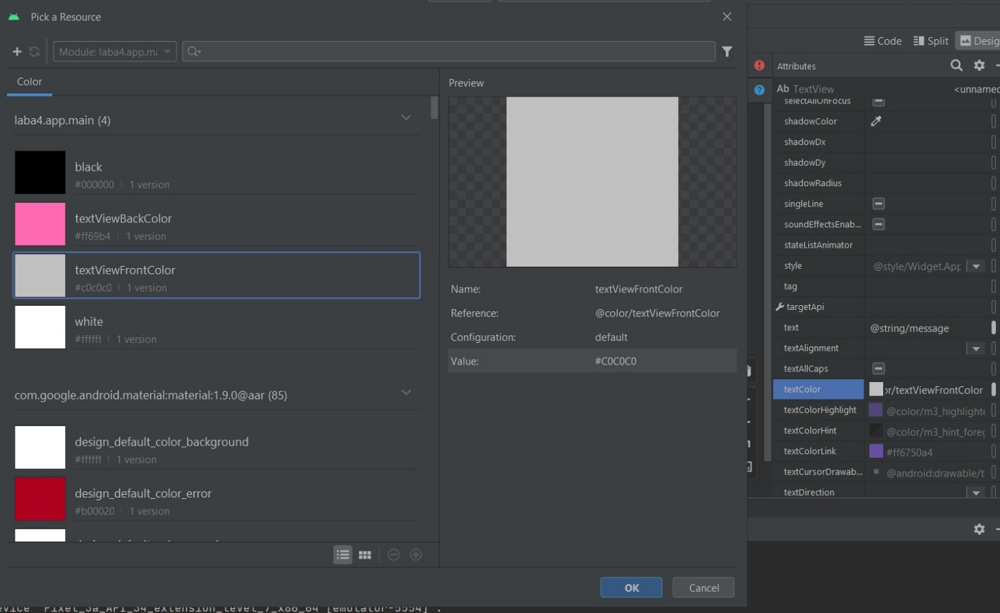 Pick a Resource
Module: laba4.app.ma
Color
laba4.app.main (4)
black
#000000 | 1 version
textViewBackColor
#ff69b4 | 1 version
textViewFrontColor
#c0c0c0 | 1 version
white
#ffffff | 1 version
com.google.android.material:material:1.9.0@aar (85)
design_default_color_background
#ffffff | 1 version
design_default_color_error
#b00020 | 1 version
Preview
Name: textViewFrontColor
Reference: @color/textViewFrontColor
Configuration: default
Value: #C0C0C0
OK Cancel
Code Split Desig
Attributes
Ab TextView <unnamed
selectAllOnFocus
shadowColor
shadowDx
shadowDy
shadowRadius
singleLine
soundEffectsEnab...
stateListAnimator
style @style/Widget.App
tag
targetApi
text @string/message
textAlignment
textAllCaps
textColor or/textViewFrontColor
textColorHighlight @color/m3_highlighte
textColorHint @color/m3_hint_foreg
textColorLink #ff6750a4
textCursorDrawab... @android:drawable/t
textDirection
evice 'Pixel_3a_API_34_extension_level_7_x86_64 [emulator-5554]'.